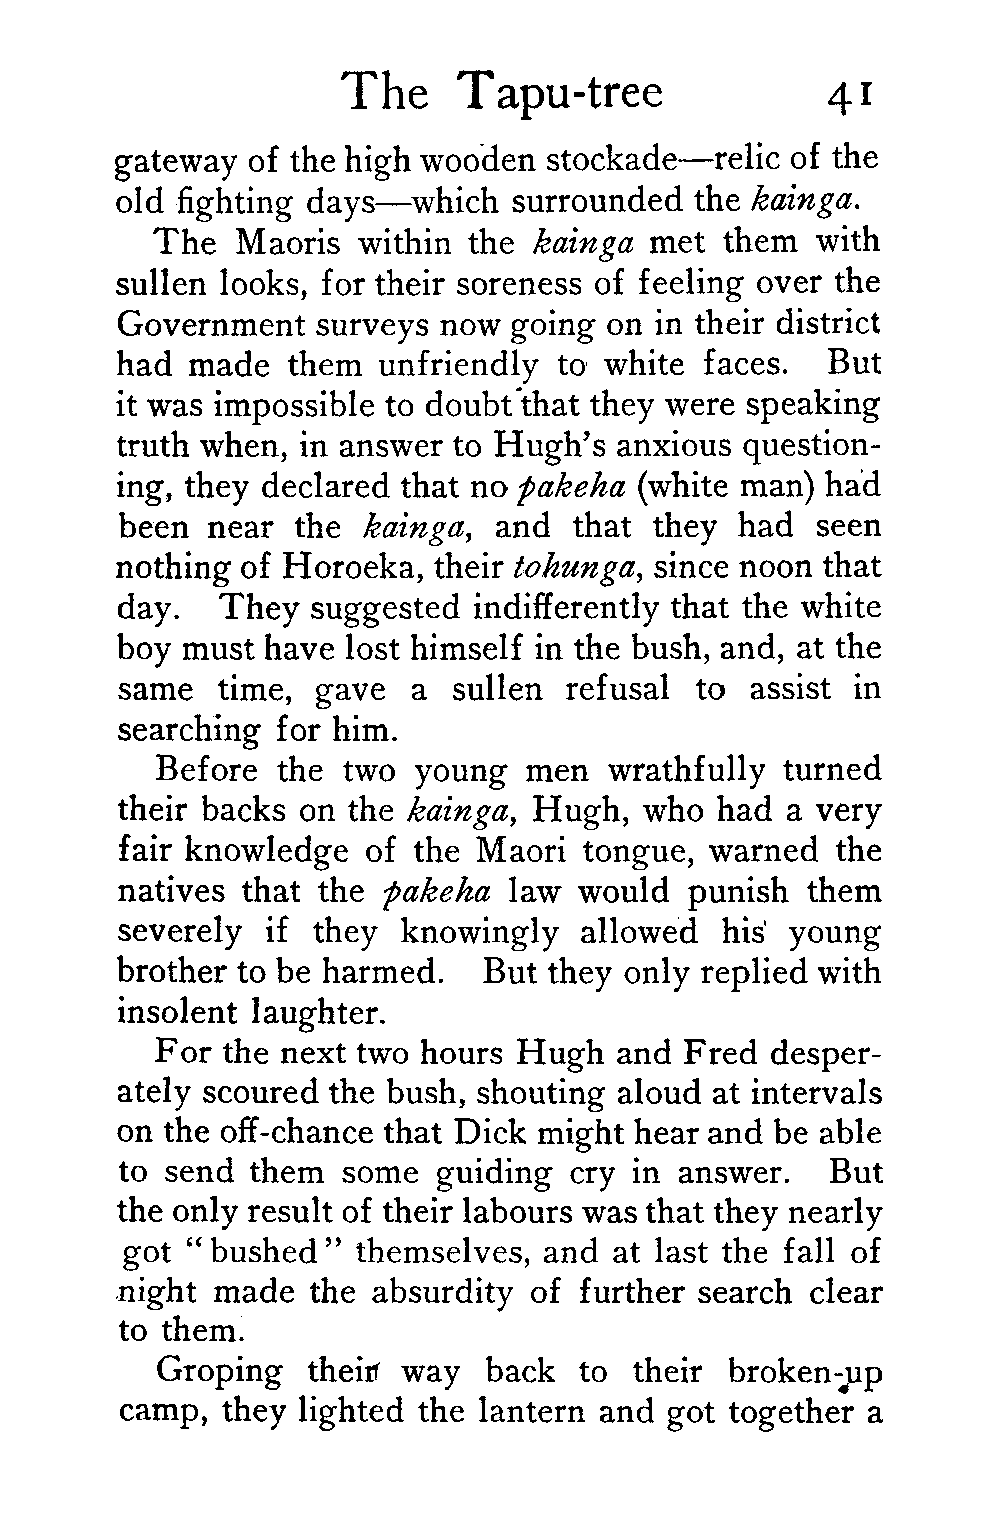 The Tapu-tree 41
gateway of the high wooden stockade—relic of the
old fighting days—which surrounded the kainga.
The Maoris within the kainga met them with
sullen looks, for their soreness of feeling over the
Government surveys now going on in their district
had made them unfriendly to white faces. But
it was impossible to doubt that they were speaking
truth when, in answer to Hugh's anxious question-
ing, they declared that no pakeha (white man) had
been near the kainga, and that they had seen
nothing of Horoeka, their tohunga, since noon that
day. They suggested indifferently that the white
boy must have lost himself in the bush, and, at the
same time, gave a sullen refusal to assist in
searching for him.
Before the two young men wrathfully turned
their backs on the kainga, Hugh, who had a very
fair knowledge of the Maori tongue, warned the
natives that the pakeha law would punish them
severely if they knowingly allowed his young
brother to be harmed. But they only replied with
insolent laughter.
For the next two hours Hugh and Fred desper-
ately scoured the bush, shouting aloud at intervals
on the off-chance that Dick might hear and be able
to send them some guiding cry in answer. But
the only result of their labours was that they nearly
got "bushed" themselves, and at last the fall of
night made the absurdity of further search clear
to them.
Groping their way back to their broken-up
camp, they lighted the lantern and got together a